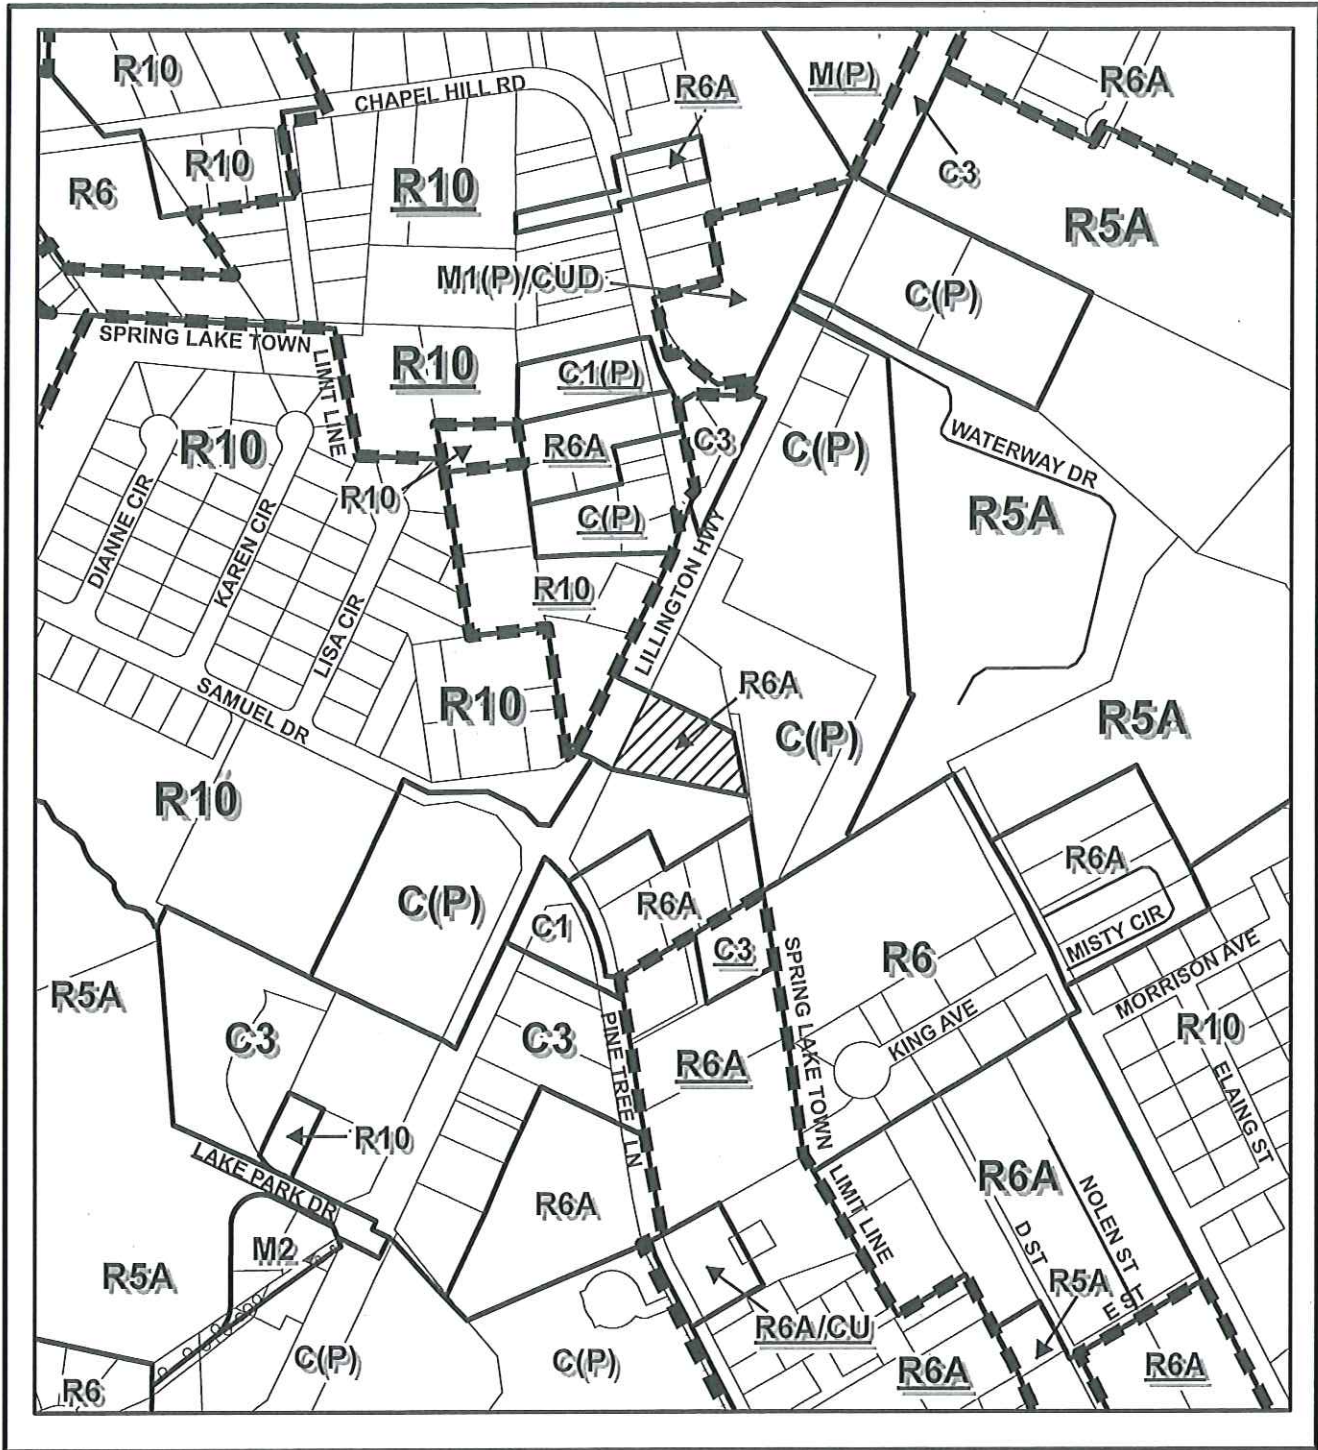 R10
CHAPEL HILL RD
R6A
M(P)
R6A
R10
R6
R10
C3
R5A
M1(P)/CUD
C(P)
SPRING LAKE TOWN
LIMIT LINE
R10
C1(P)
C3
C(P)
WATERWAY DR
R10
R6A
R10
C(P)
R5A
DIANNE CIR
KAREN CIR
LISA CIR
R10
LILLINGTON HWY
SAMUEL DR
R10
R6A
C(P)
R5A
R10
C(P)
C1
R6A
C3
R6A
MISTY CIR
R5A
SPRING LAKE TOWN
LIMIT LINE
R6
MORRISON AVE
C3
C3
PINE TREE LN
R6A
KING AVE
R10
ELAING ST
R10
LAKE PARK DR
R6A
R6A
NOLEN ST
D ST
M2
R5A
R5A
E ST
R6A/CU
C(P)
C(P)
R6
R6A
R6A